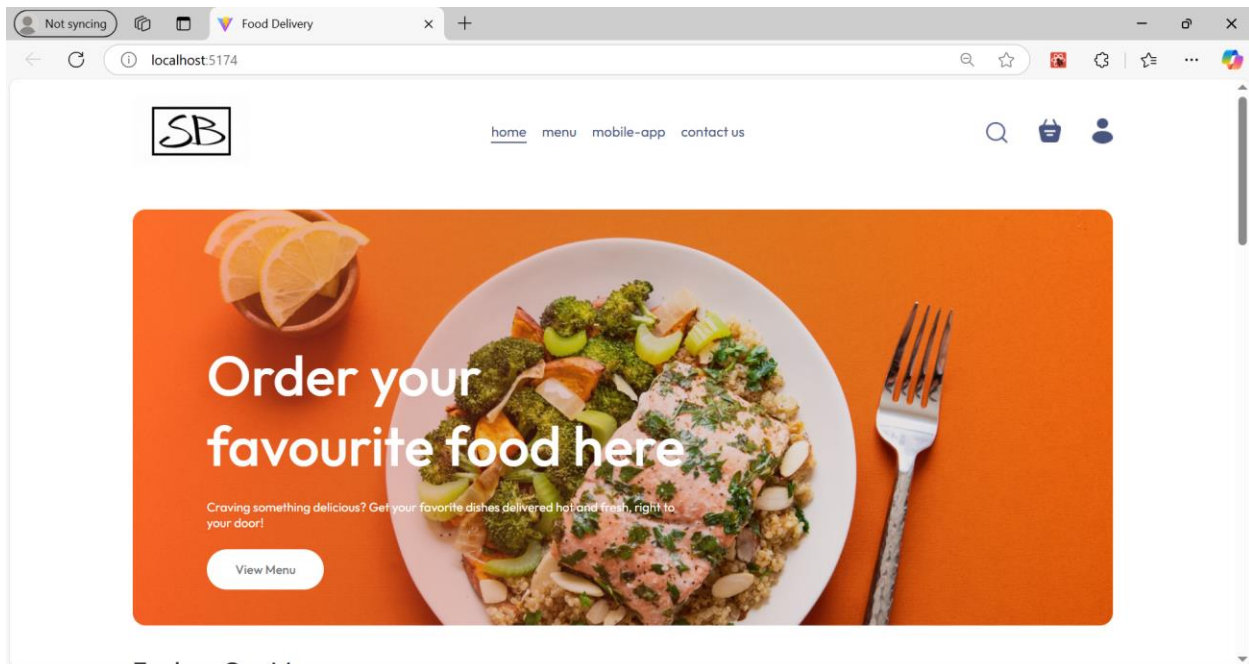 Not syncing
Food Delivery
localhost:5174
SB
home menu mobile-app contact us
Order your
favourite food here
Craving something delicious? Get your favorite dishes delivered hot and fresh, right to
your door!
View Menu